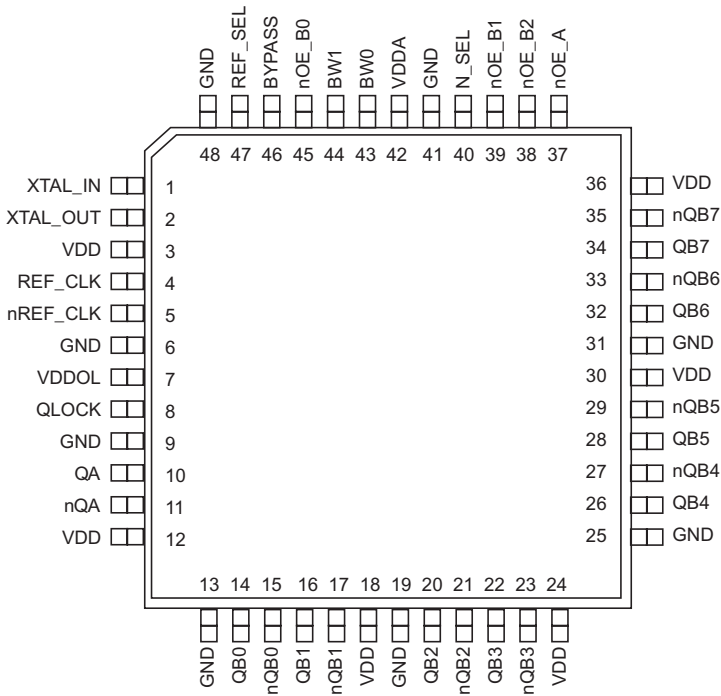 GND REF_SEL BYPASS nOE_B0 BW1 BW0 VDDA GND N_SEL nOE_B1 nOE_B2 nOE_A
48 47 46 45 44 43 42 41 40 39 38 37
XTAL_IN 1 36 VDD
XTAL_OUT 2 35 nQB7
VDD 3 34 QB7
REF_CLK 4 33 nQB6
nREF_CLK 5 32 QB6
GND 6 31 GND
VDDOL 7 30 VDD
QLOCK 8 29 nQB5
GND 9 28 QB5
QA 10 27 nQB4
nQA 11 26 QB4
VDD 12 25 GND
13 14 15 16 17 18 19 20 21 22 23 24
GND QB0 nQB0 QB1 nQB1 VDD GND QB2 nQB2 QB3 nQB3 VDD